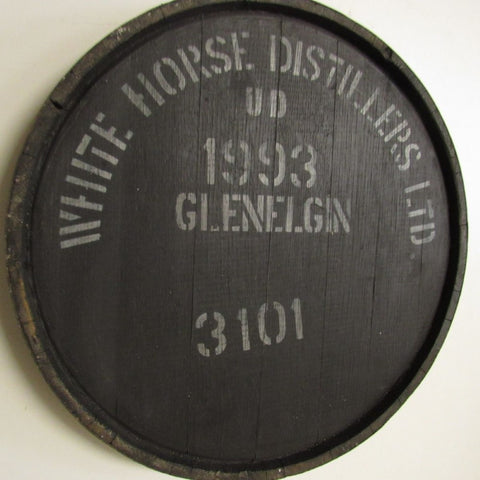 WHITE HORSE DISTILLERS LTD.
UD
1993
GLENELGIN
3101